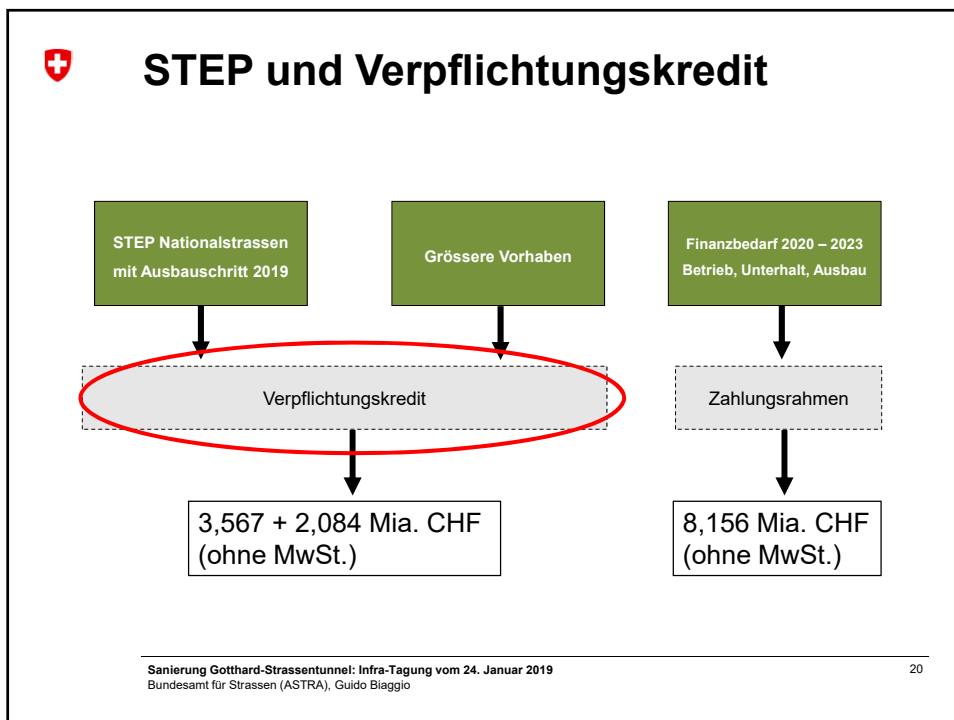 STEP und Verpflichtungskredit
STEP Nationalstrassen
mit Ausbauschritt 2019
Grössere Vorhaben
Finanzbedarf 2020 – 2023
Betrieb, Unterhalt, Ausbau
Verpflichtungskredit
Zahlungsrahmen
3,567 + 2,084 Mia. CHF
(ohne MwSt.)
8,156 Mia. CHF
(ohne MwSt.)
Sanierung Gotthard-Strassentunnel: Infra-Tagung vom 24. Januar 2019
Bundesamt für Strassen (ASTRA), Guido Biaggio
20